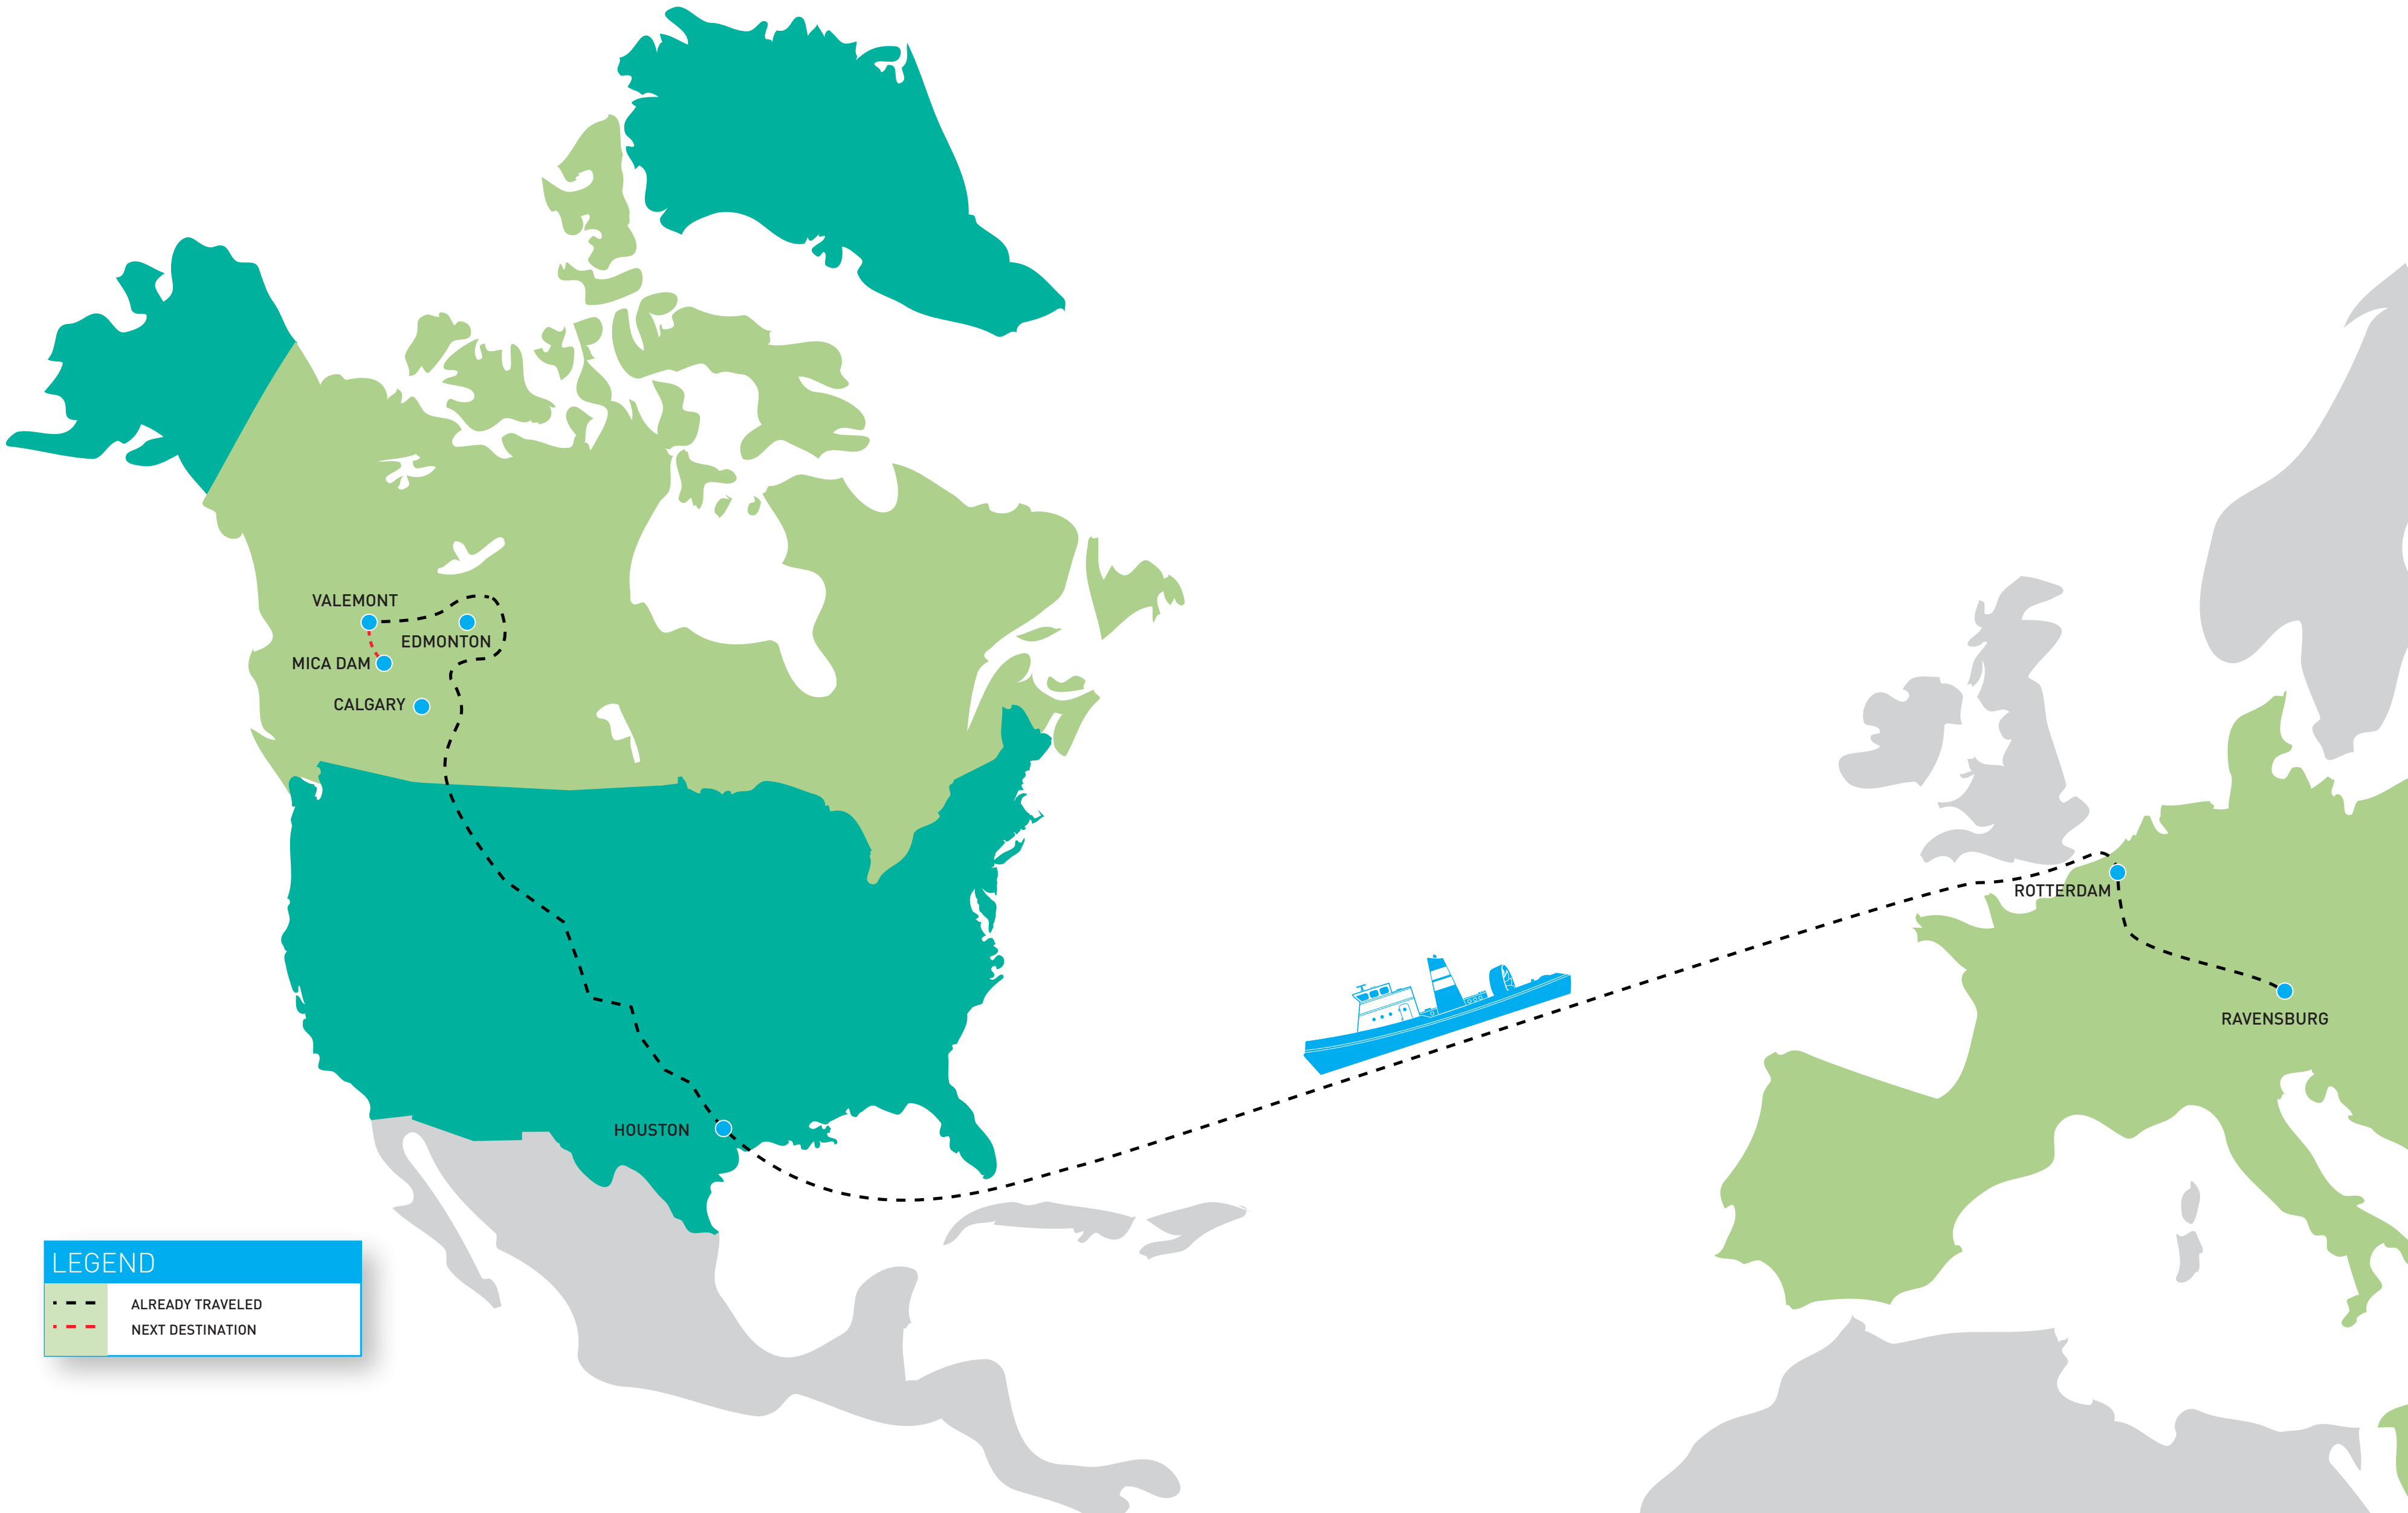 VALEMONT
EDMONTON
MICA DAM
CALGARY
ROTTERDAM
RAVENSBURG
HOUSTON
LEGEND
ALREADY TRAVELED
NEXT DESTINATION